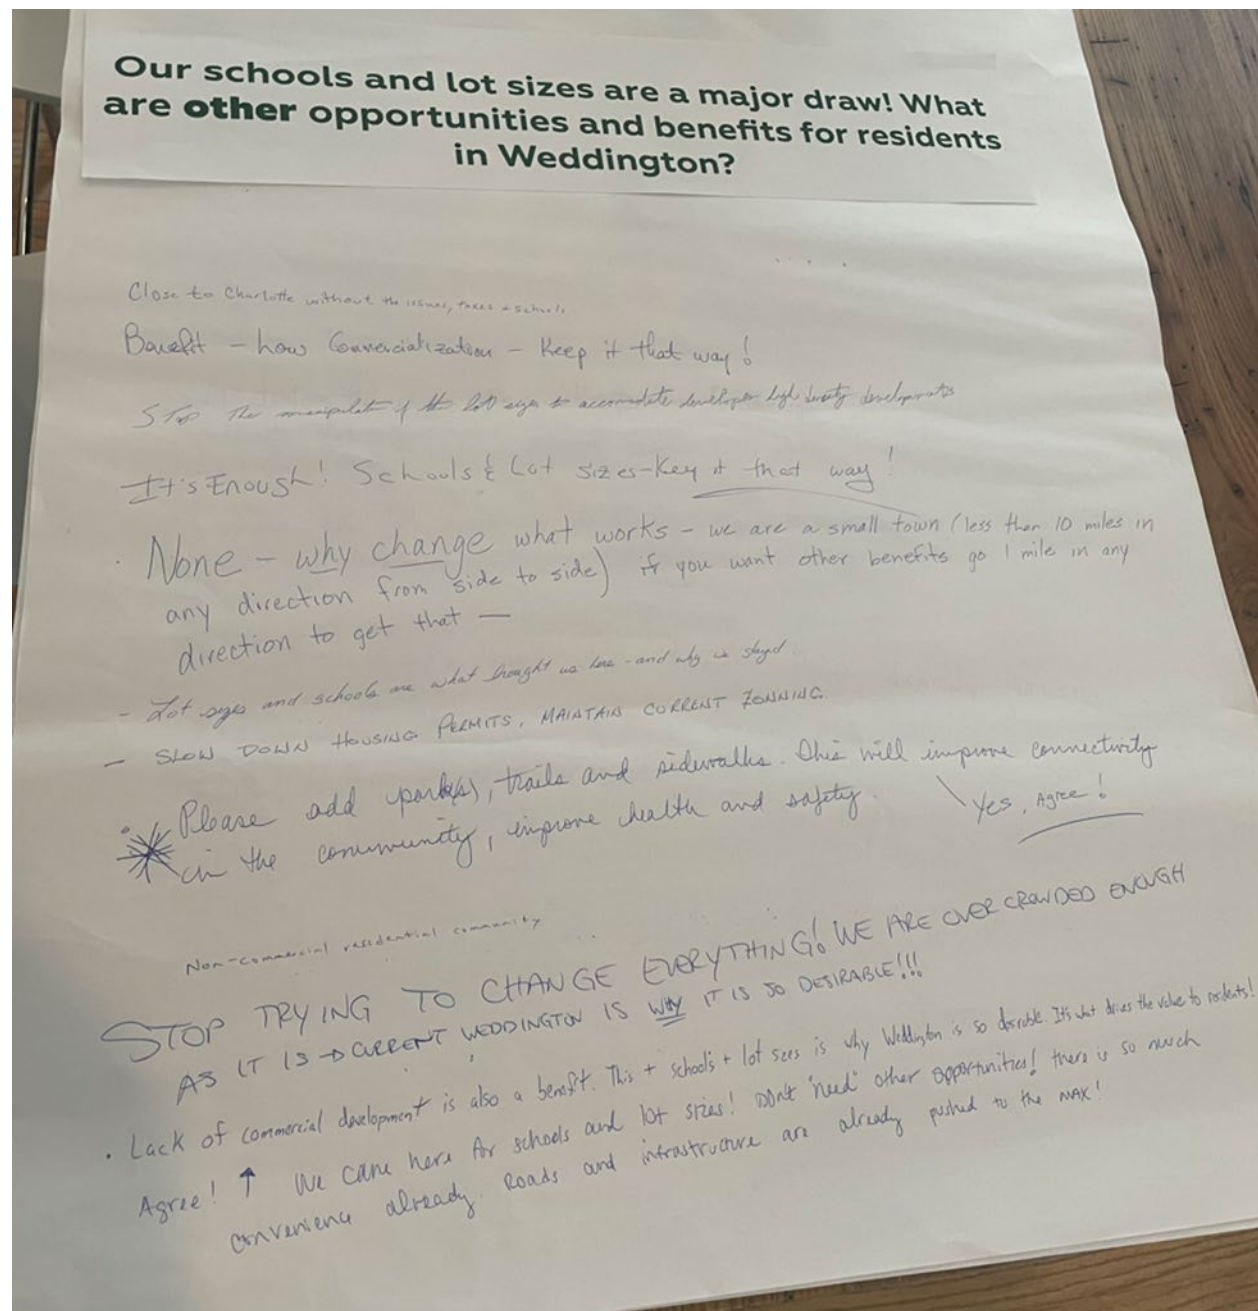 Our schools and lot sizes are a major draw! What
are other opportunities and benefits for residents
in Weddington?
Close to Charlotte without the issues, taxes + schools
Benefit - low Commercialization - Keep it that way!
STOP the manipulation of the lot sizes to accomodate developer high density developments
It's Enough! Schools & Lot sizes - Key it that way!
None - why change what works - we are a small town (less than 10 miles in
any direction from side to side) if you want other benefits go 1 mile in any
direction to get that —
- Lot sizes and schools are what brought us here - and why we stayed.
- SLOW DOWN HOUSING PERMITS, MAINTAIN CURRENT ZONNING.
Please add park(s), trails and sidewalks. This will improve connectivity
in the community, improve health and safety. \ Yes, Agree!
Non-commercial residential community
STOP TRYING TO CHANGE EVERYTHING! WE ARE OVER CROWDED ENOUGH
AS IT IS → CURRENT WEDDINGTON IS WHY IT IS SO DESIRABLE!!!
• Lack of commercial development is also a benefit. This + schools + lot sizes is why Weddington is so desirable. It's what drives the value to residents!
Agree! ↑ We came here for schools and lot sizes! Don't "need" other opportunities! there is so much
convenience already. Roads and infrastructure are already pushed to the MAX!